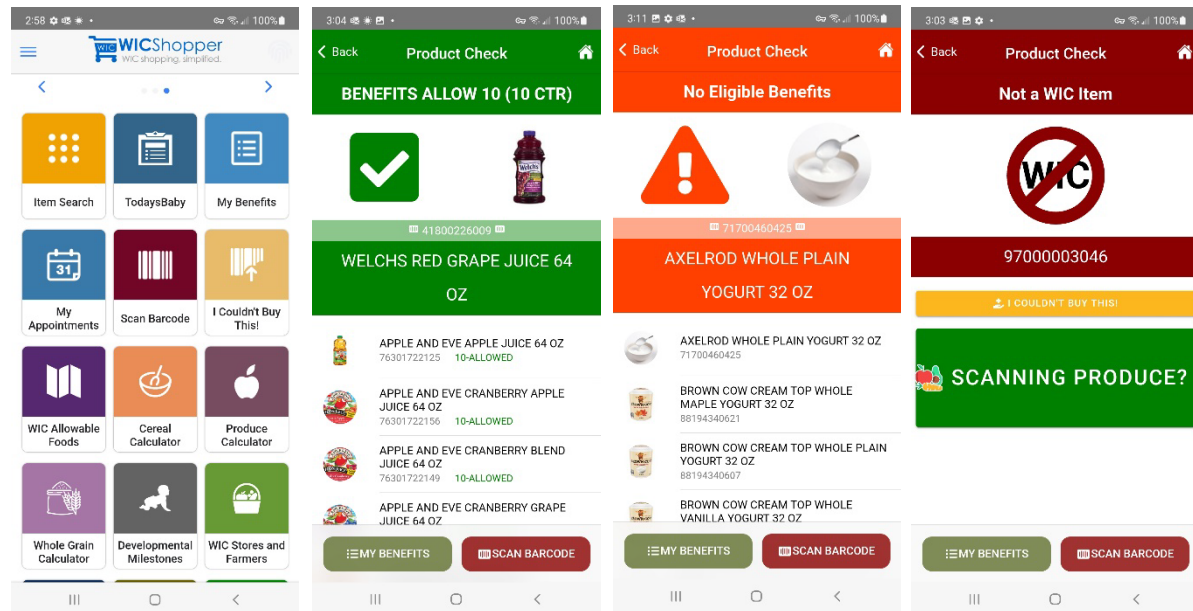 2:58
100%
WIC WICShopper
WIC shopping, simplified.
Item Search
TodaysBaby
My Benefits
31
My
Appointments
Scan Barcode
I Couldn't Buy
This!
WIC Allowable
Foods
Cereal
Calculator
Produce
Calculator
Whole Grain
Calculator
Developmental
Milestones
WIC Stores and
Farmers
3:04
100%
Back
Product Check
BENEFITS ALLOW 10 (10 CTR)
Welch's
41800226009
WELCHS RED GRAPE JUICE 64
OZ
APPLE AND EVE APPLE JUICE 64 OZ
76301722125 10-ALLOWED
APPLE AND EVE CRANBERRY APPLE
JUICE 64 OZ
76301722156 10-ALLOWED
APPLE AND EVE CRANBERRY BLEND
JUICE 64 OZ
76301722149 10-ALLOWED
APPLE AND EVE CRANBERRY GRAPE
JUICE 64 OZ
MY BENEFITS
SCAN BARCODE
3:11
100%
Back
Product Check
No Eligible Benefits
71700460425
AXELROD WHOLE PLAIN
YOGURT 32 OZ
AXELROD WHOLE PLAIN YOGURT 32 OZ
71700460425
BROWN COW CREAM TOP WHOLE
MAPLE YOGURT 32 OZ
88194340621
BROWN COW CREAM TOP WHOLE PLAIN
YOGURT 32 OZ
88194340607
BROWN COW CREAM TOP WHOLE
VANILLA YOGURT 32 OZ
MY BENEFITS
SCAN BARCODE
3:03
100%
Back
Product Check
Not a WIC Item
WIC
97000003046
I COULDN'T BUY THIS!
SCANNING PRODUCE?
MY BENEFITS
SCAN BARCODE